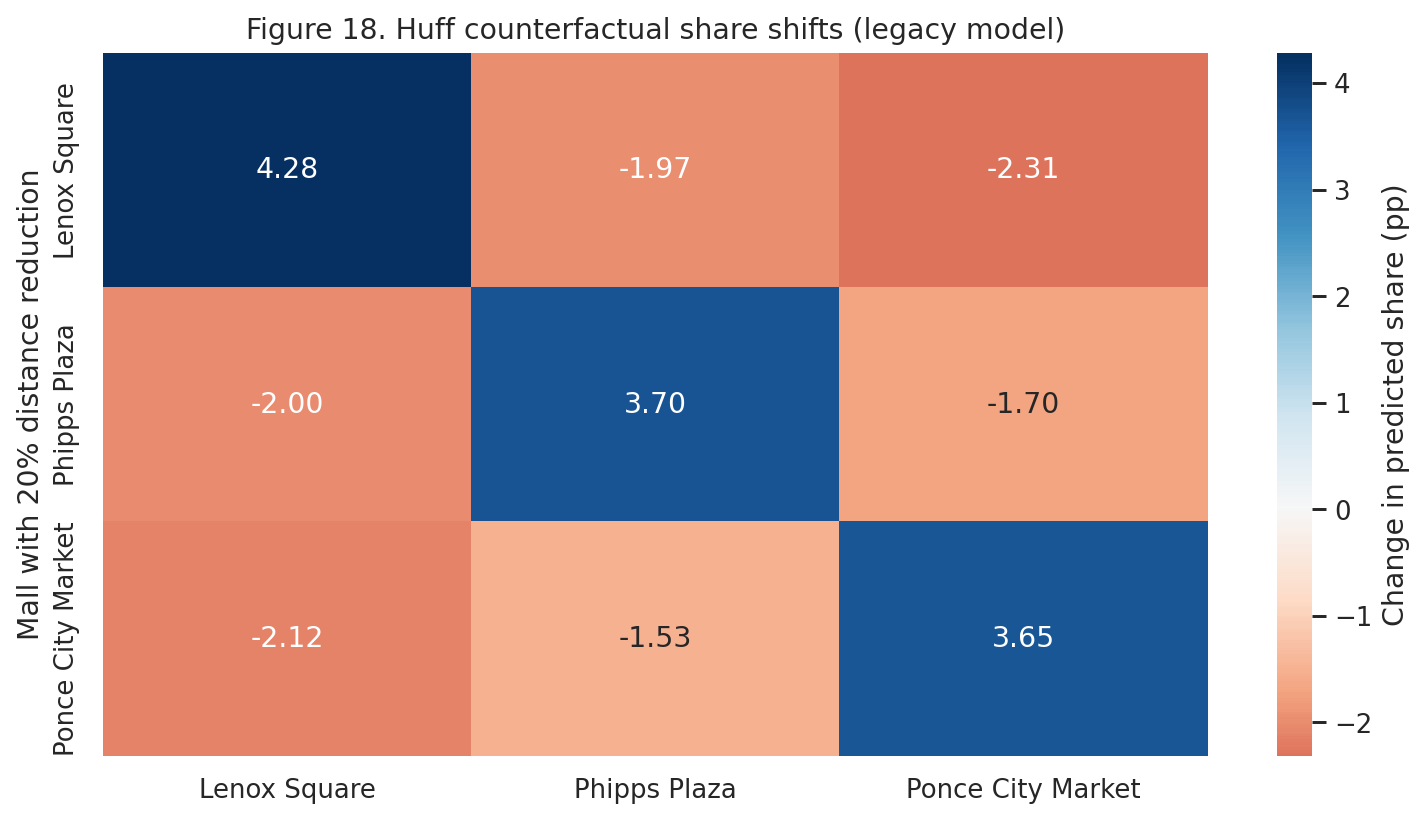 Figure 18. Huff counterfactual share shifts (legacy model)
Mall with 20% distance reduction
Lenox Square
4.28
-1.97
-2.31
Phipps Plaza
-2.00
3.70
-1.70
Ponce City Market
-2.12
-1.53
3.65
Lenox Square
Phipps Plaza
Ponce City Market
4
3
2
1
0
−1
−2
Change in predicted share (pp)